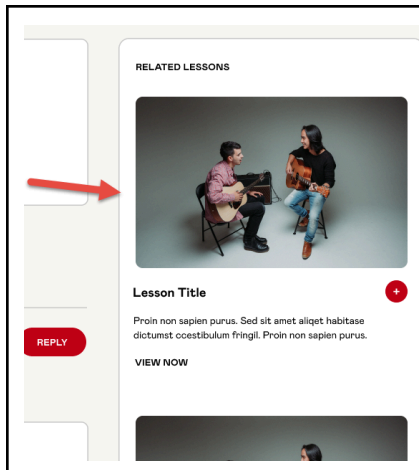 RELATED LESSONS
Lesson Title
+
Proin non sapien purus. Sed sit amet aliqet habitase
dictumst ccestibulum fringil. Proin non sapien purus.
REPLY
VIEW NOW